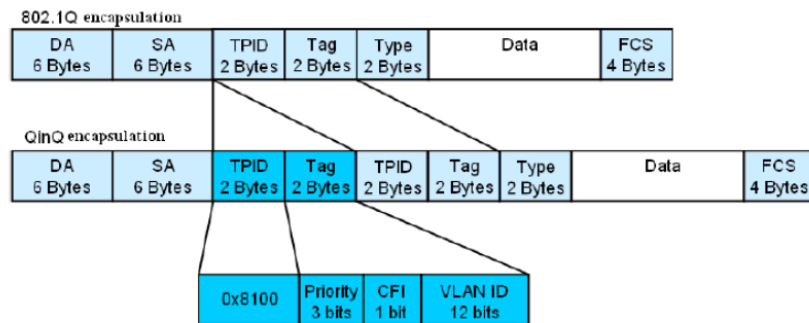 802.1Q encapsulation
DA SA TPID Tag Type Data FCS
6 Bytes 6 Bytes 2 Bytes 2 Bytes 2 Bytes 4 Bytes
QinQ encapsulation
DA SA TPID Tag TPID Tag Type Data FCS
6 Bytes 6 Bytes 2 Bytes 2 Bytes 2 Bytes 2 Bytes 2 Bytes 4 Bytes
0x8100 Priority CFI VLAN ID
3 bits 1 bit 12 bits